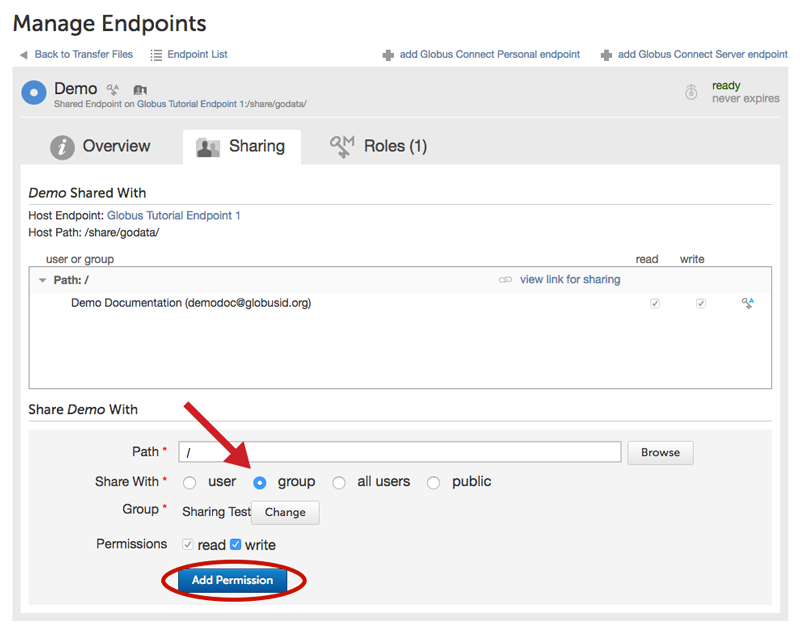 Manage Endpoints
Back to Transfer Files Endpoint List add Globus Connect Personal endpoint add Globus Connect Server endpoint
Demo ready
Shared Endpoint on Globus Tutorial Endpoint 1:/share/godata/ never expires
Overview Sharing Roles (1)
Demo Shared With
Host Endpoint: Globus Tutorial Endpoint 1
Host Path: /share/godata/
user or group read write
Path: / view link for sharing
Demo Documentation (demodoc@globusid.org)
Share Demo With
Path * / Browse
Share With * user group all users public
Group * Sharing Test Change
Permissions read write
Add Permission